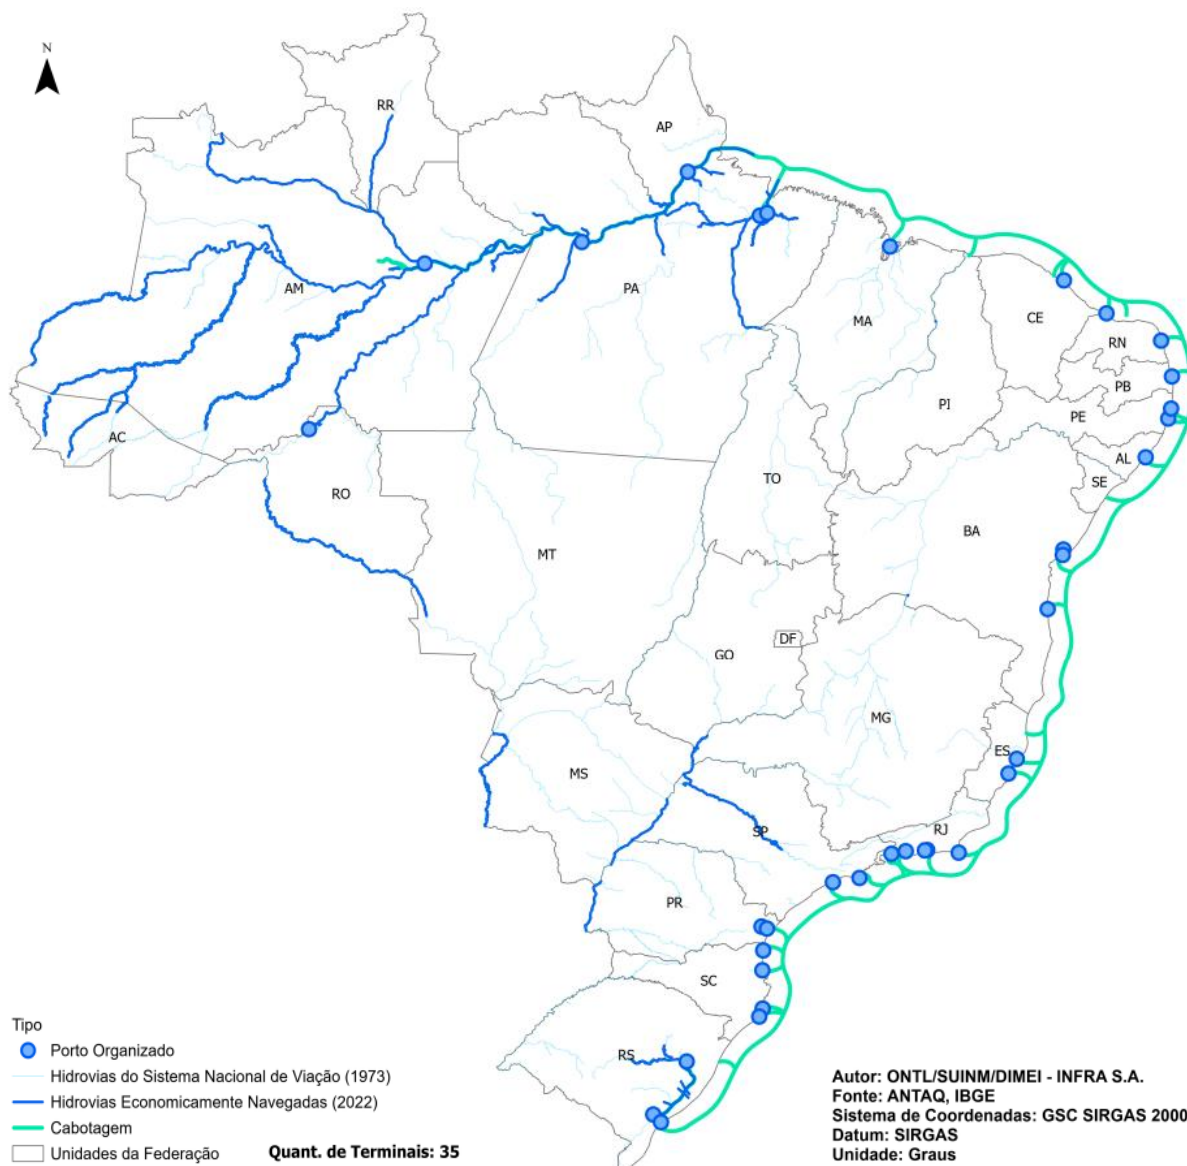 N
RR
AP
AM
PA
MA
CE
RN
PB
PE
PI
AL
SE
AC
RO
TO
BA
MT
DF
GO
MG
ES
MS
SP
RJ
PR
SC
RS
Tipo
Porto Organizado
Hidrovias do Sistema Nacional de Viação (1973)
Hidrovias Economicamente Navegadas (2022)
Cabotagem
Unidades da Federação
Quant. de Terminais: 35
Autor: ONTL/SUINM/DIMEI - INFRA S.A.
Fonte: ANTAQ, IBGE
Sistema de Coordenadas: GSC SIRGAS 2000
Datum: SIRGAS
Unidade: Graus